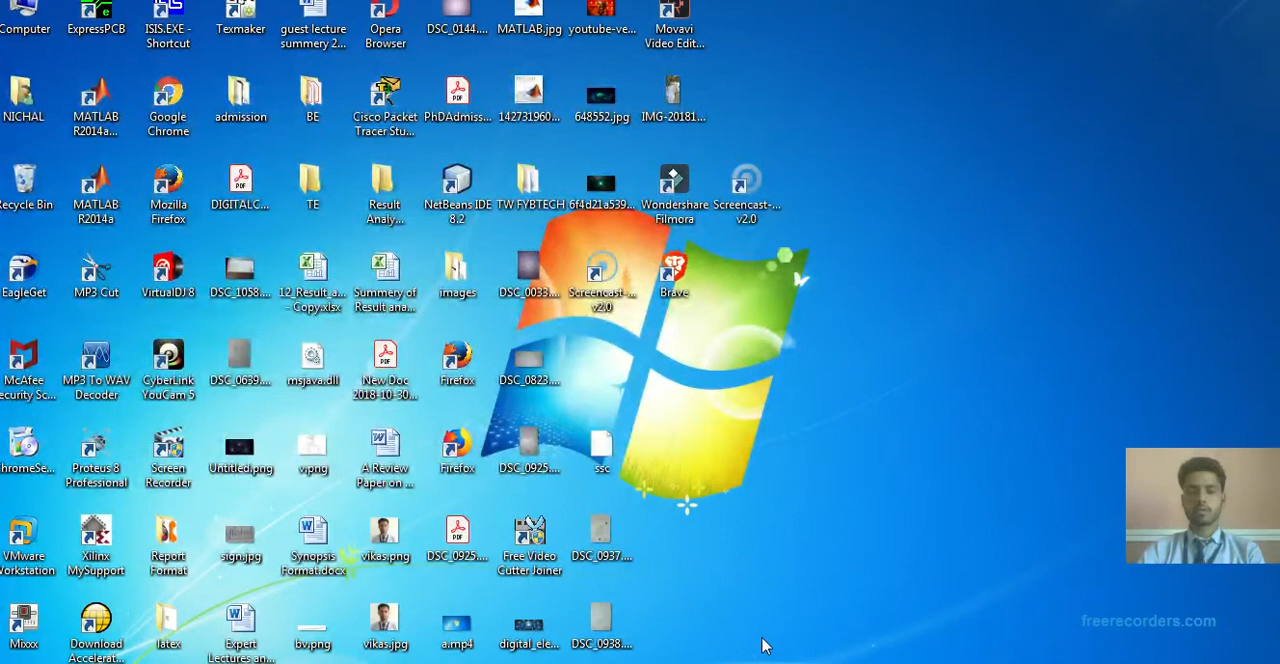 Computer
ExpressPCB
ISIS.EXE -
Shortcut
Texmaker
guest lecture
summery 2...
Opera
Browser
DSC_0144....
MATLAB.jpg
youtube-ve...
Movavi
Video Edit...
NICHAL
MATLAB
R2014a...
Google
Chrome
admission
BE
Cisco Packet
Tracer Stu...
PhDAdmiss...
142731960...
648552.jpg
IMG-20181...
Recycle Bin
MATLAB
R2014a
Mozilla
Firefox
DIGITALC...
TE
Result
Analy...
NetBeans IDE
8.2
TW FYBTECH
6f4d21a539...
Wondershare
Filmora
Screencast-...
v2.0
EagleGet
MP3 Cut
VirtualDJ 8
DSC_1058....
12_Result_a...
- Copy.xlsx
Summery of
Result ana...
images
DSC_0033....
Screencast-...
v2.0
Brave
McAfee
ecurity Sc...
MP3 To WAV
Decoder
CyberLink
YouCam 5
DSC_0639....
msjava.dll
New Doc
2018-10-30...
Firefox
DSC_0823....
hromeSe...
Proteus 8
Professional
Screen
Recorder
Untitled.png
v.png
A Review
Paper on ...
Firefox
DSC_0925....
ssc
VMware
Workstation
Xilinx
MySupport
Report
Format
sign.jpg
Synopsis
Format.docx
vikas.png
DSC_0925....
Free Video
Cutter Joiner
DSC_0937....
Mixxx
Download
Accelerat...
latex
Expert
Lectures an...
bv.png
vikas.jpg
a.mp4
digital_ele...
DSC_0938....
freerecorders.com